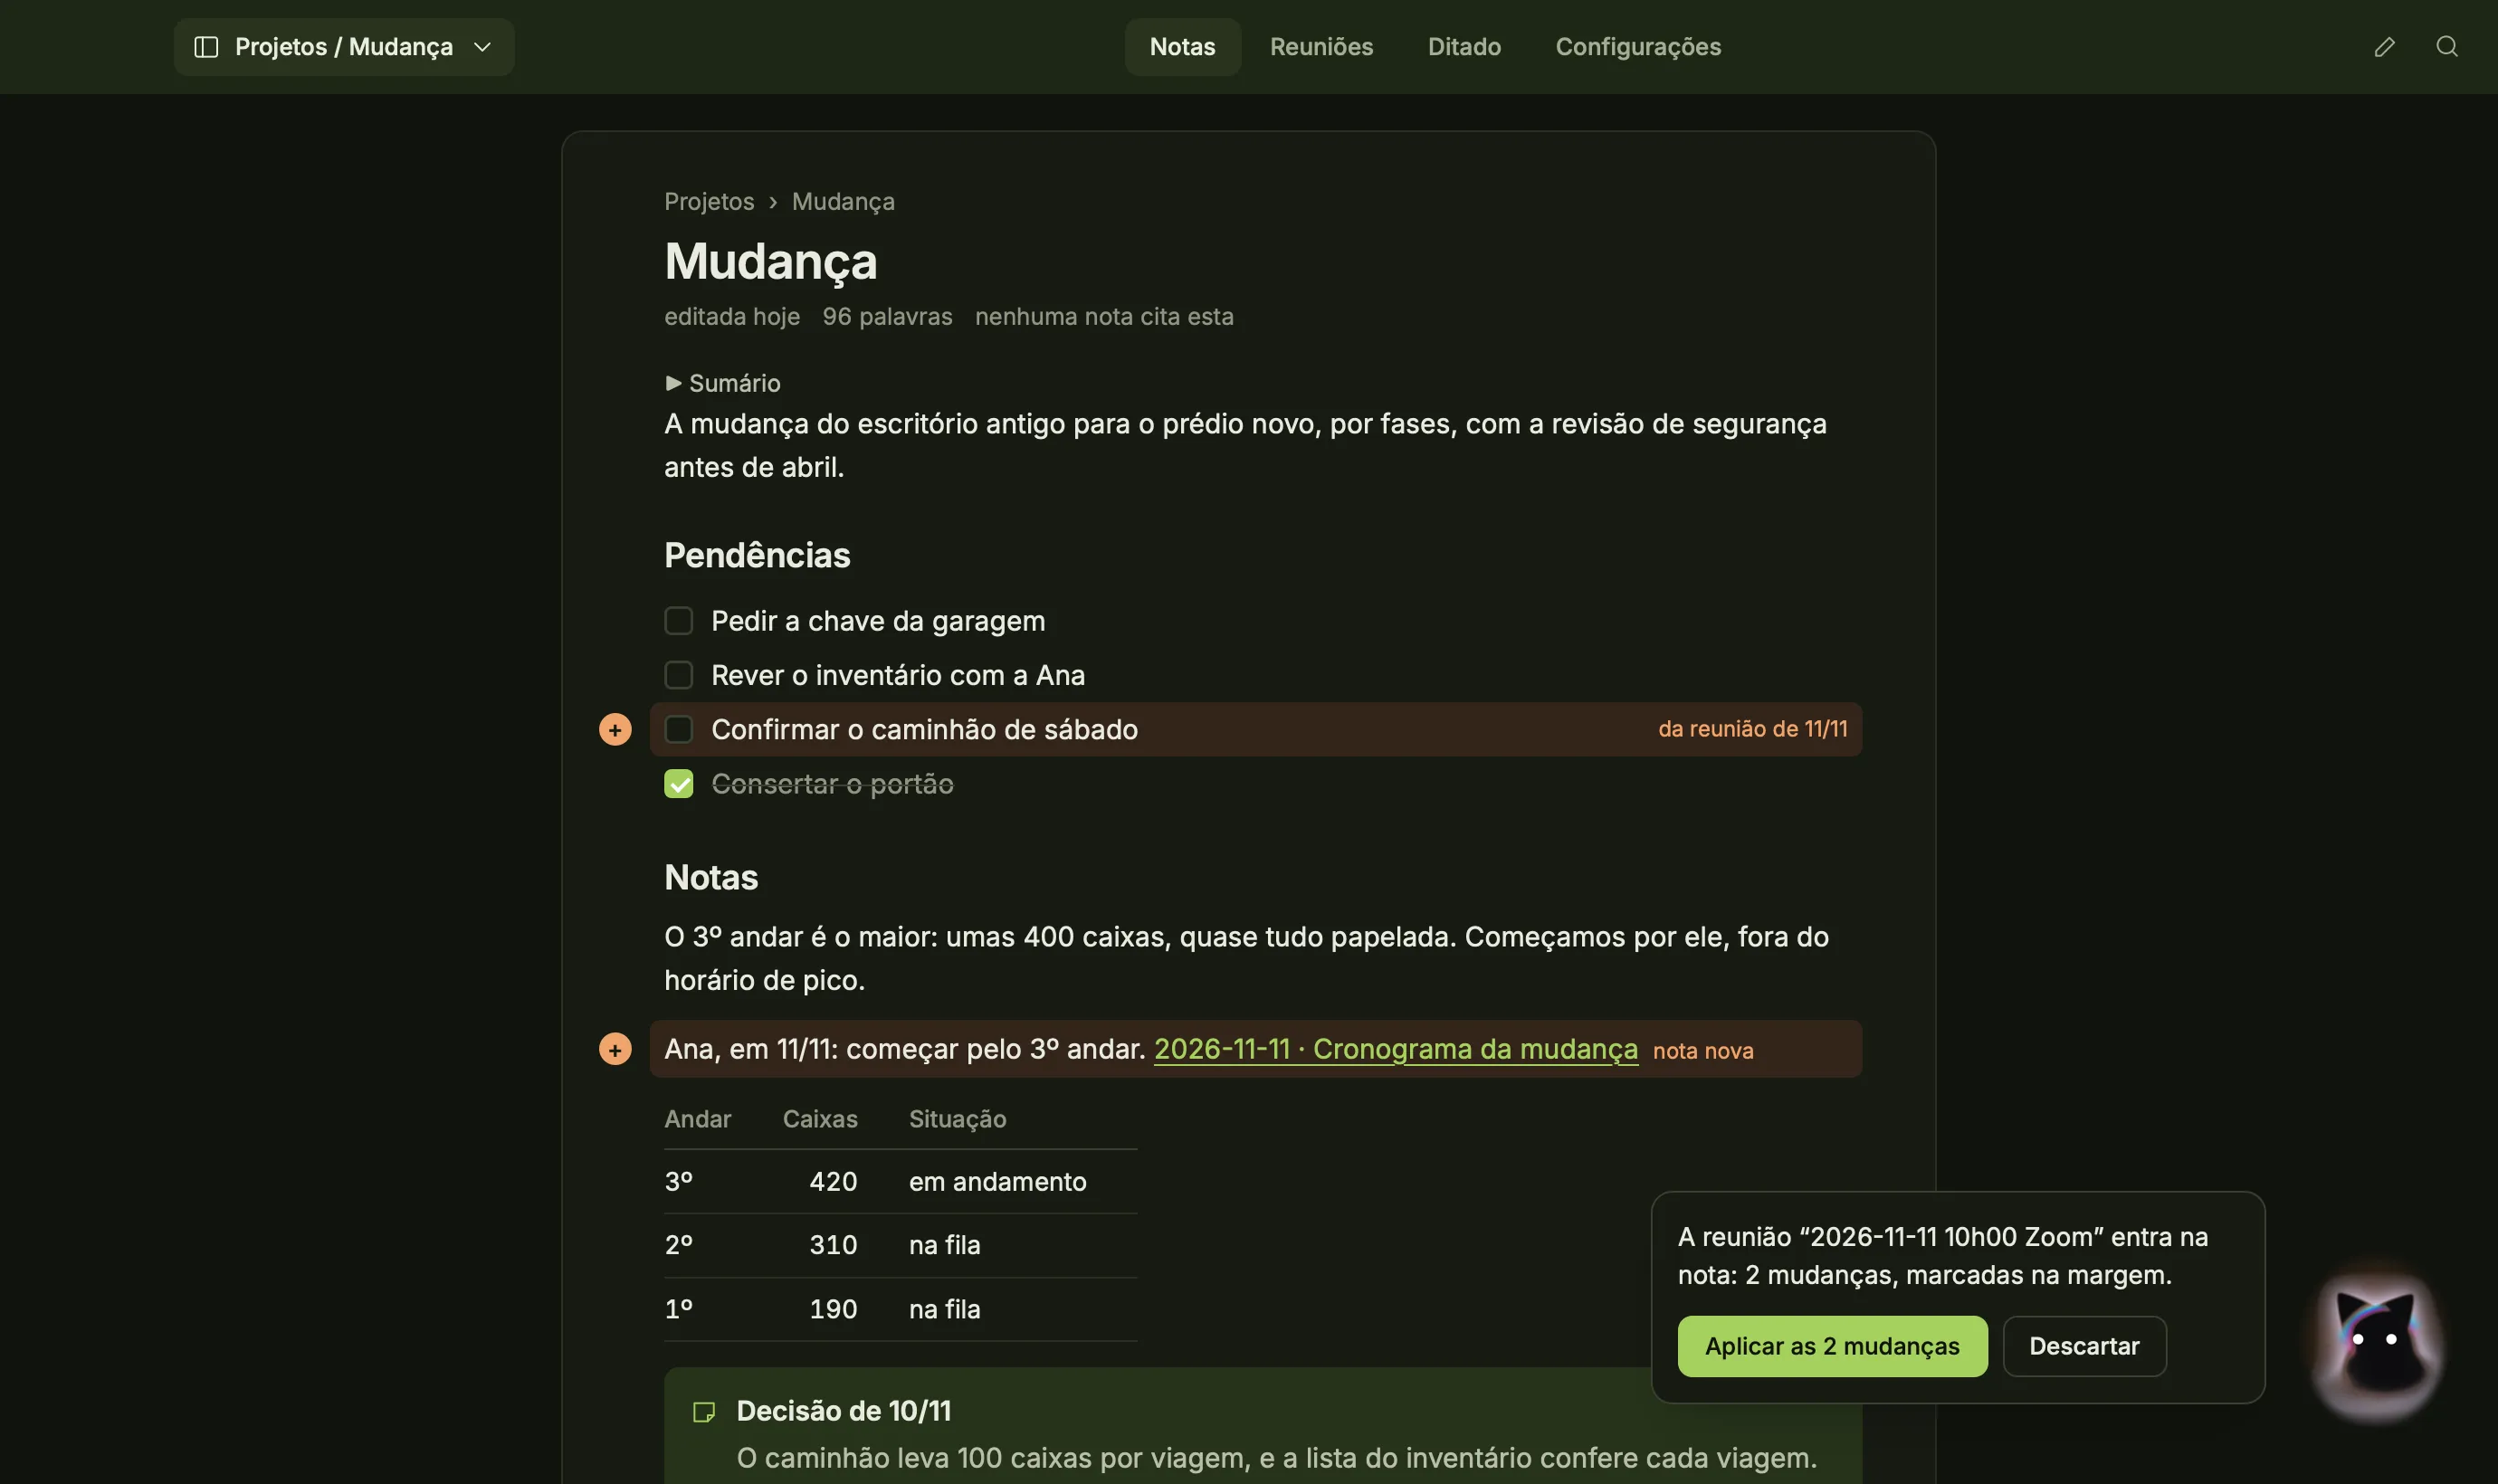 Projetos / Mudança
Notas
Reuniões
Ditado
Configurações
Projetos › Mudança
Mudança
editada hoje 96 palavras nenhuma nota cita esta
Sumário
A mudança do escritório antigo para o prédio novo, por fases, com a revisão de segurança
antes de abril.
Pendências
Pedir a chave da garagem
Rever o inventário com a Ana
+ Confirmar o caminhão de sábado da reunião de 11/11
Consertar o portão
Notas
O 3º andar é o maior: umas 400 caixas, quase tudo papelada. Começamos por ele, fora do
horário de pico.
+ Ana, em 11/11: começar pelo 3º andar. 2026-11-11 · Cronograma da mudança nota nova
Andar Caixas Situação
3º 420 em andamento
2º 310 na fila
1º 190 na fila
Decisão de 10/11
O caminhão leva 100 caixas por viagem, e a lista do inventário confere cada viagem.
A reunião “2026-11-11 10h00 Zoom” entra na
nota: 2 mudanças, marcadas na margem.
Aplicar as 2 mudanças
Descartar